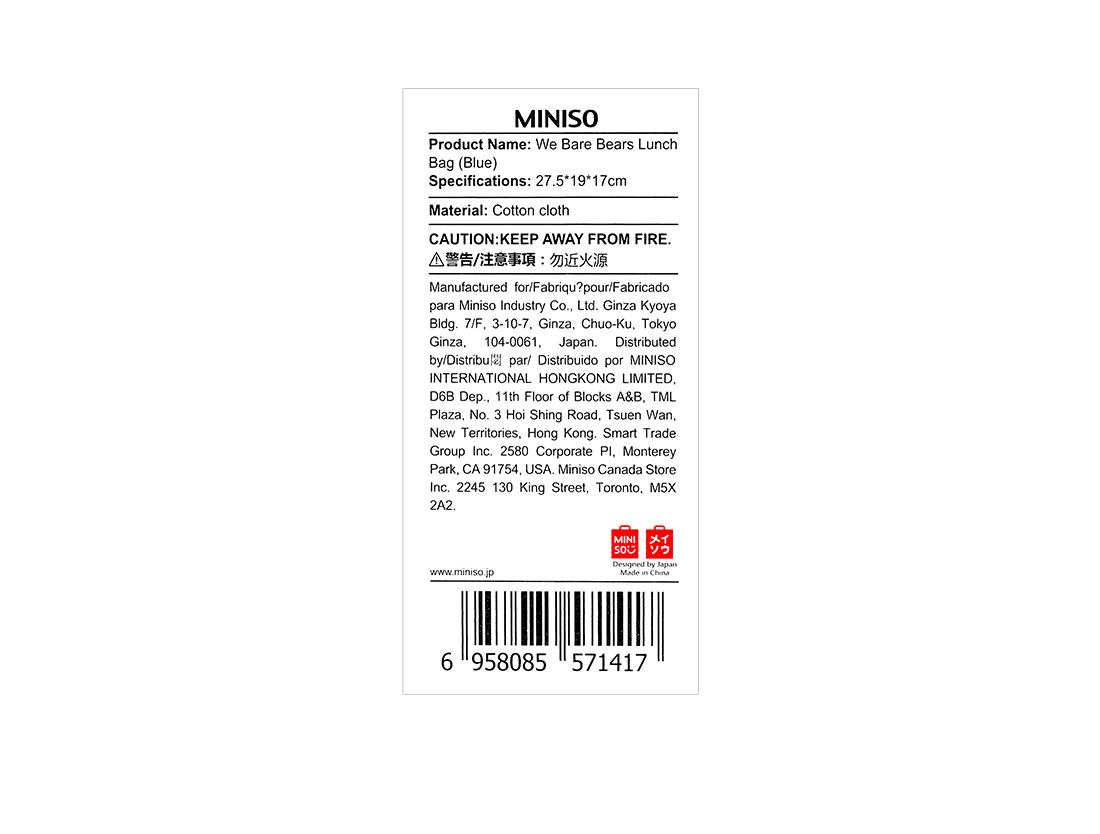 MINISO
Product Name: We Bare Bears Lunch
Bag (Blue)
Specifications: 27.5*19*17cm
Material: Cotton cloth
CAUTION:KEEP AWAY FROM FIRE.
⚠警告/注意事項：勿近火源
Manufactured for/Fabriqu?pour/Fabricado
para Miniso Industry Co., Ltd. Ginza Kyoya
Bldg. 7/F, 3-10-7, Ginza, Chuo-Ku, Tokyo
Ginza, 104-0061, Japan. Distributed
by/Distribu par/ Distribuido por MINISO
INTERNATIONAL HONGKONG LIMITED,
D6B Dep., 11th Floor of Blocks A&B, TML
Plaza, No. 3 Hoi Shing Road, Tsuen Wan,
New Territories, Hong Kong. Smart Trade
Group Inc. 2580 Corporate Pl, Monterey
Park, CA 91754, USA. Miniso Canada Store
Inc. 2245 130 King Street, Toronto, M5X
2A2.
MINI
SO
メイ
ソウ
Designed by Japan
Made in China
www.miniso.jp
6 958085 571417